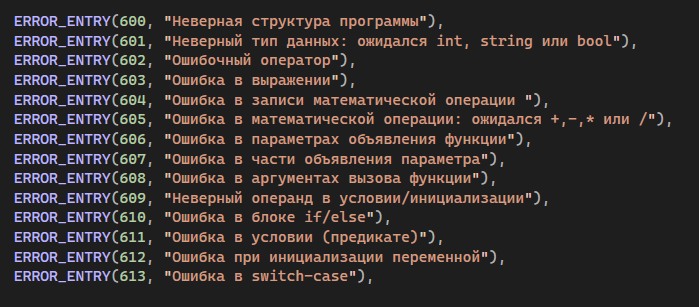 ERROR_ENTRY(600, "Неверная структура программы"),
ERROR_ENTRY(601, "Неверный тип данных: ожидался int, string или bool"),
ERROR_ENTRY(602, "Ошибочный оператор"),
ERROR_ENTRY(603, "Ошибка в выражении"),
ERROR_ENTRY(604, "Ошибка в записи математической операции "),
ERROR_ENTRY(605, "Ошибка в математической операции: ожидался +,-,* или /"),
ERROR_ENTRY(606, "Ошибка в параметрах объявления функции"),
ERROR_ENTRY(607, "Ошибка в части объявления параметра"),
ERROR_ENTRY(608, "Ошибка в аргументах вызова функции"),
ERROR_ENTRY(609, "Неверный операнд в условии/инициализации"),
ERROR_ENTRY(610, "Ошибка в блоке if/else"),
ERROR_ENTRY(611, "Ошибка в условии (предикате)"),
ERROR_ENTRY(612, "Ошибка при инициализации переменной"),
ERROR_ENTRY(613, "Ошибка в switch-case"),